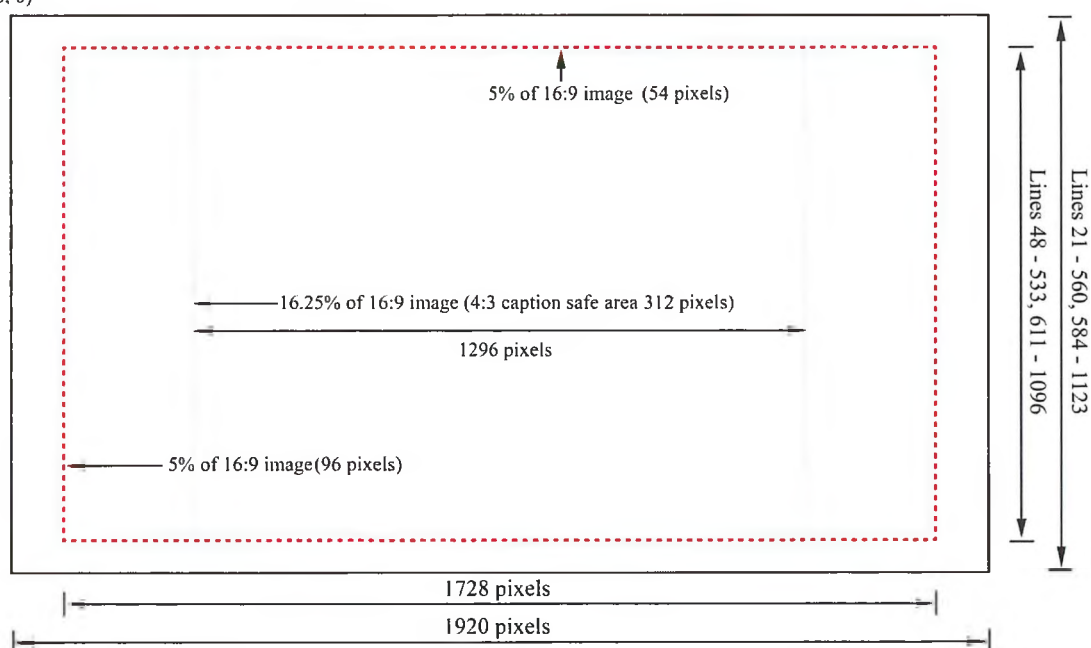 5% of 16:9 image (54 pixels)
Lines 48 - 533, 611 - 1096
Lines 21 - 560, 584 - 1123
16.25% of 16:9 image (4:3 caption safe area 312 pixels)
1296 pixels
5% of 16:9 image(96 pixels)
1728 pixels
1920 pixels